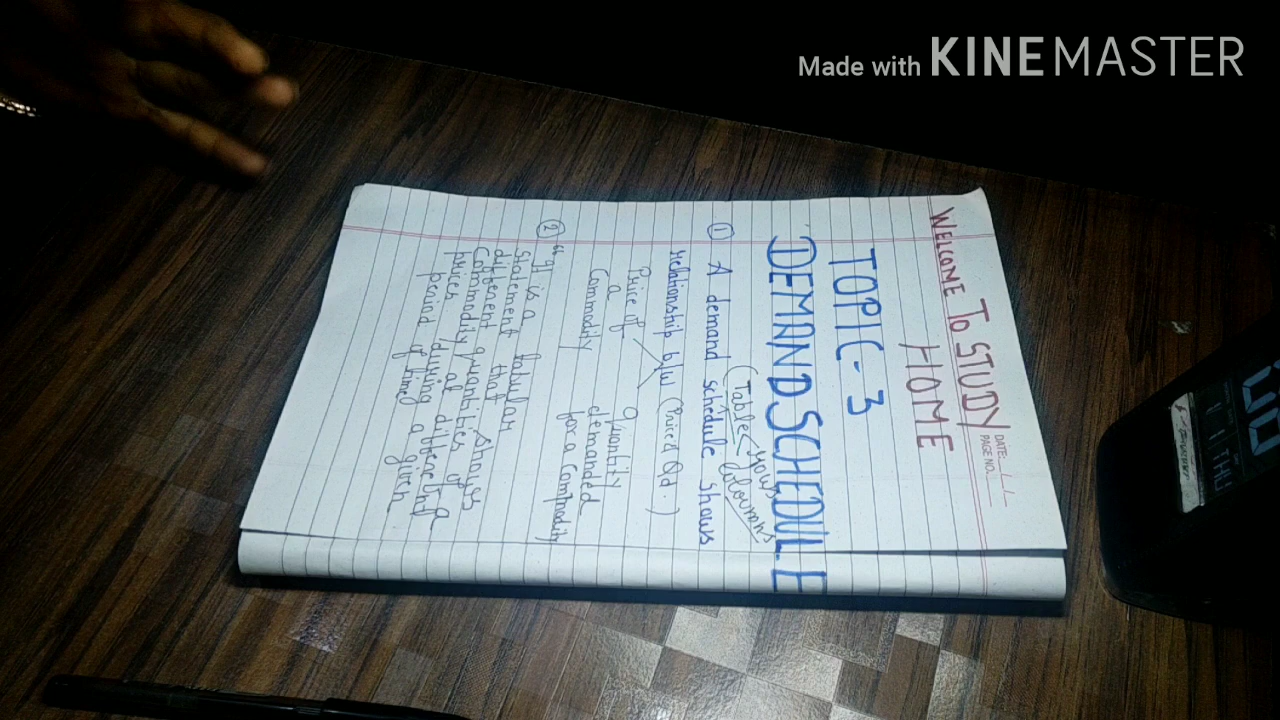 Made with KINEMASTER
WELCOME TO STUDY
HOME
DATE:
PAGE NO.
TOPIC-3
DEMAND SCHEDULE
(Table< rows
columns
① A demand schedule shows
relationship b/w (Price & Qd.)
Price of
a
Commodity
quantity
demanded
for a commodity
② "It is a tabular
statement that shows
different quantities of a
commodity at different
prices during a given
period of time)